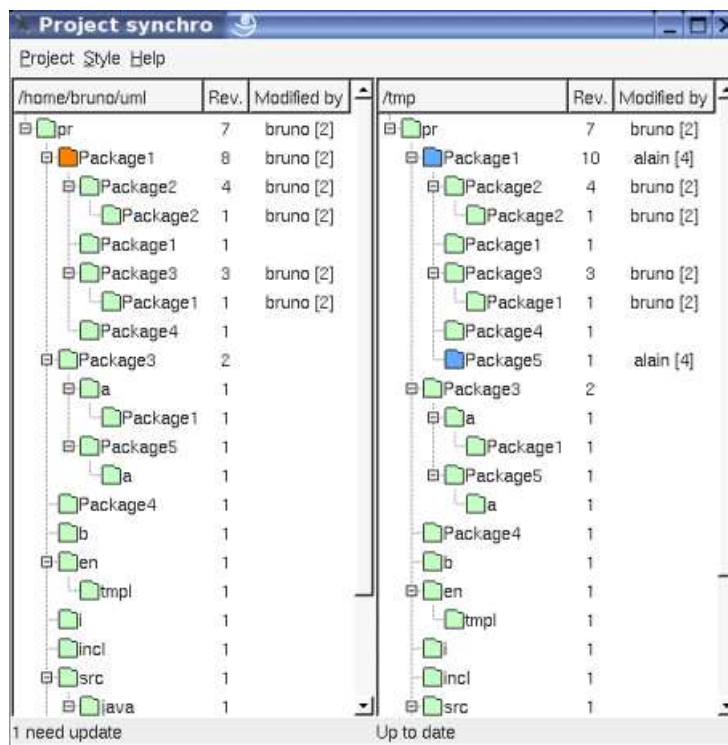 Project synchro
Project Style Help
/home/bruno/uml Rev. Modified by
pr 7 bruno [2]
Package1 8 bruno [2]
Package2 4 bruno [2]
Package2 1 bruno [2]
Package1 1
Package3 3 bruno [2]
Package1 1 bruno [2]
Package4 1
Package3 2
a 1
Package1 1
Package5 1
a 1
Package4 1
b 1
en 1
tmpl 1
i 1
incl 1
src 1
java 1
1 need update
/tmp Rev. Modified by
pr 7 bruno [2]
Package1 10 alain [4]
Package2 4 bruno [2]
Package2 1 bruno [2]
Package1 1
Package3 3 bruno [2]
Package1 1 bruno [2]
Package4 1
Package5 1 alain [4]
Package3 2
a 1
Package1 1
Package5 1
a 1
Package4 1
b 1
en 1
tmpl 1
i 1
incl 1
src 1
Up to date